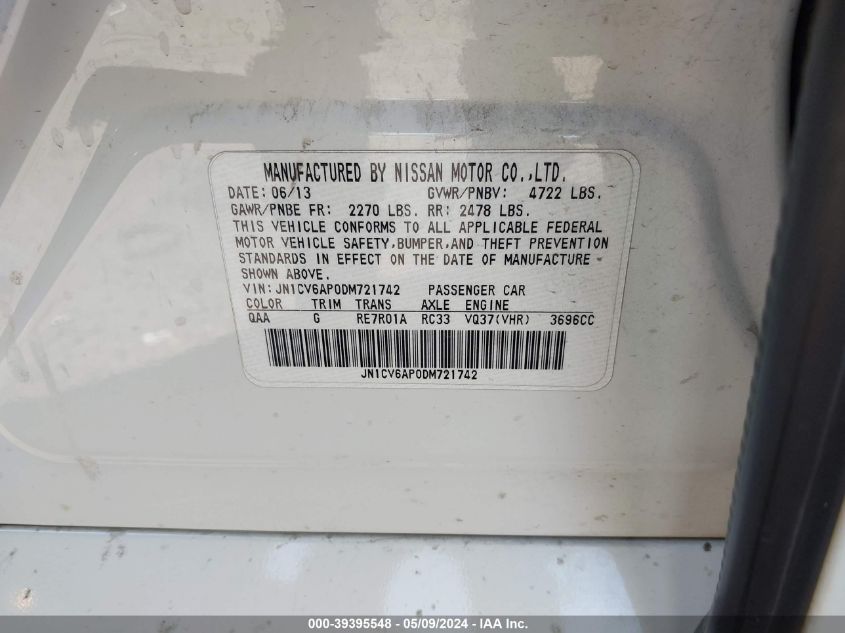 MANUFACTURED BY NISSAN MOTOR CO.,LTD.
DATE: 06/13 GVWR/PNBV: 4722 LBS.
GAWR/PNBE FR: 2270 LBS. RR: 2478 LBS.
THIS VEHICLE CONFORMS TO ALL APPLICABLE FEDERAL
MOTOR VEHICLE SAFETY,BUMPER,AND THEFT PREVENTION
STANDARDS IN EFFECT ON THE DATE OF MANUFACTURE
SHOWN ABOVE.
VIN: JN1CV6AP0DM721742 PASSENGER CAR
COLOR TRIM TRANS AXLE ENGINE
QAA G RE7R01A RC33 VQ37(VHR) 3696CC
JN1CV6AP0DM721742
000-39395548 - 05/09/2024 - IAA Inc.